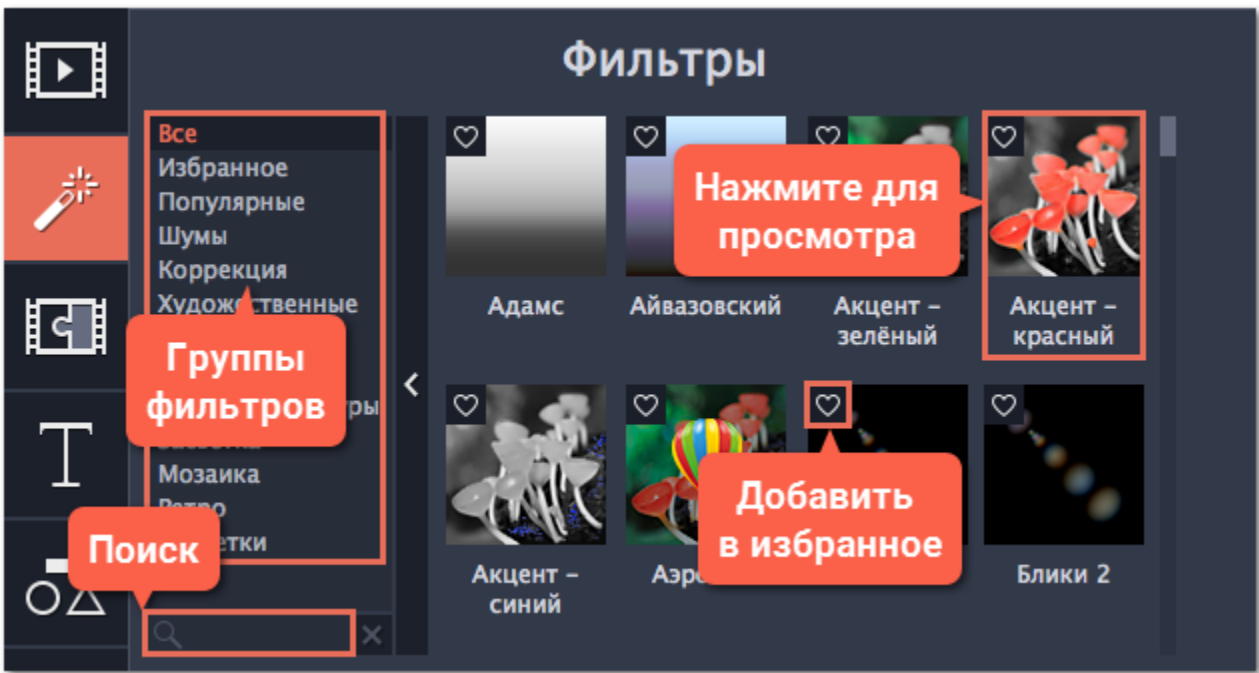 Фильтры
Все
Избранное
Популярные
Шумы
Коррекция
Художественные
Группы
фильтров
Мозаика
Поиск
Нажмите для
просмотра
Адамс
Айвазовский
Акцент –
зелёный
Акцент –
красный
Добавить
в избранное
Акцент –
синий
Блики 2